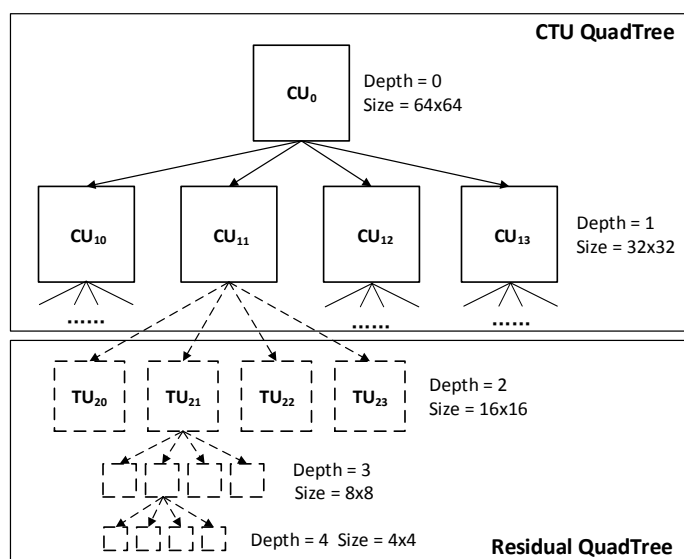 CTU QuadTree
CU₀
Depth = 0
Size = 64x64
CU₁₀ CU₁₁ CU₁₂ CU₁₃
Depth = 1
Size = 32x32
...... ...... ......
TU₂₀ TU₂₁ TU₂₂ TU₂₃
Depth = 2
Size = 16x16
Depth = 3
Size = 8x8
Depth = 4 Size = 4x4
Residual QuadTree